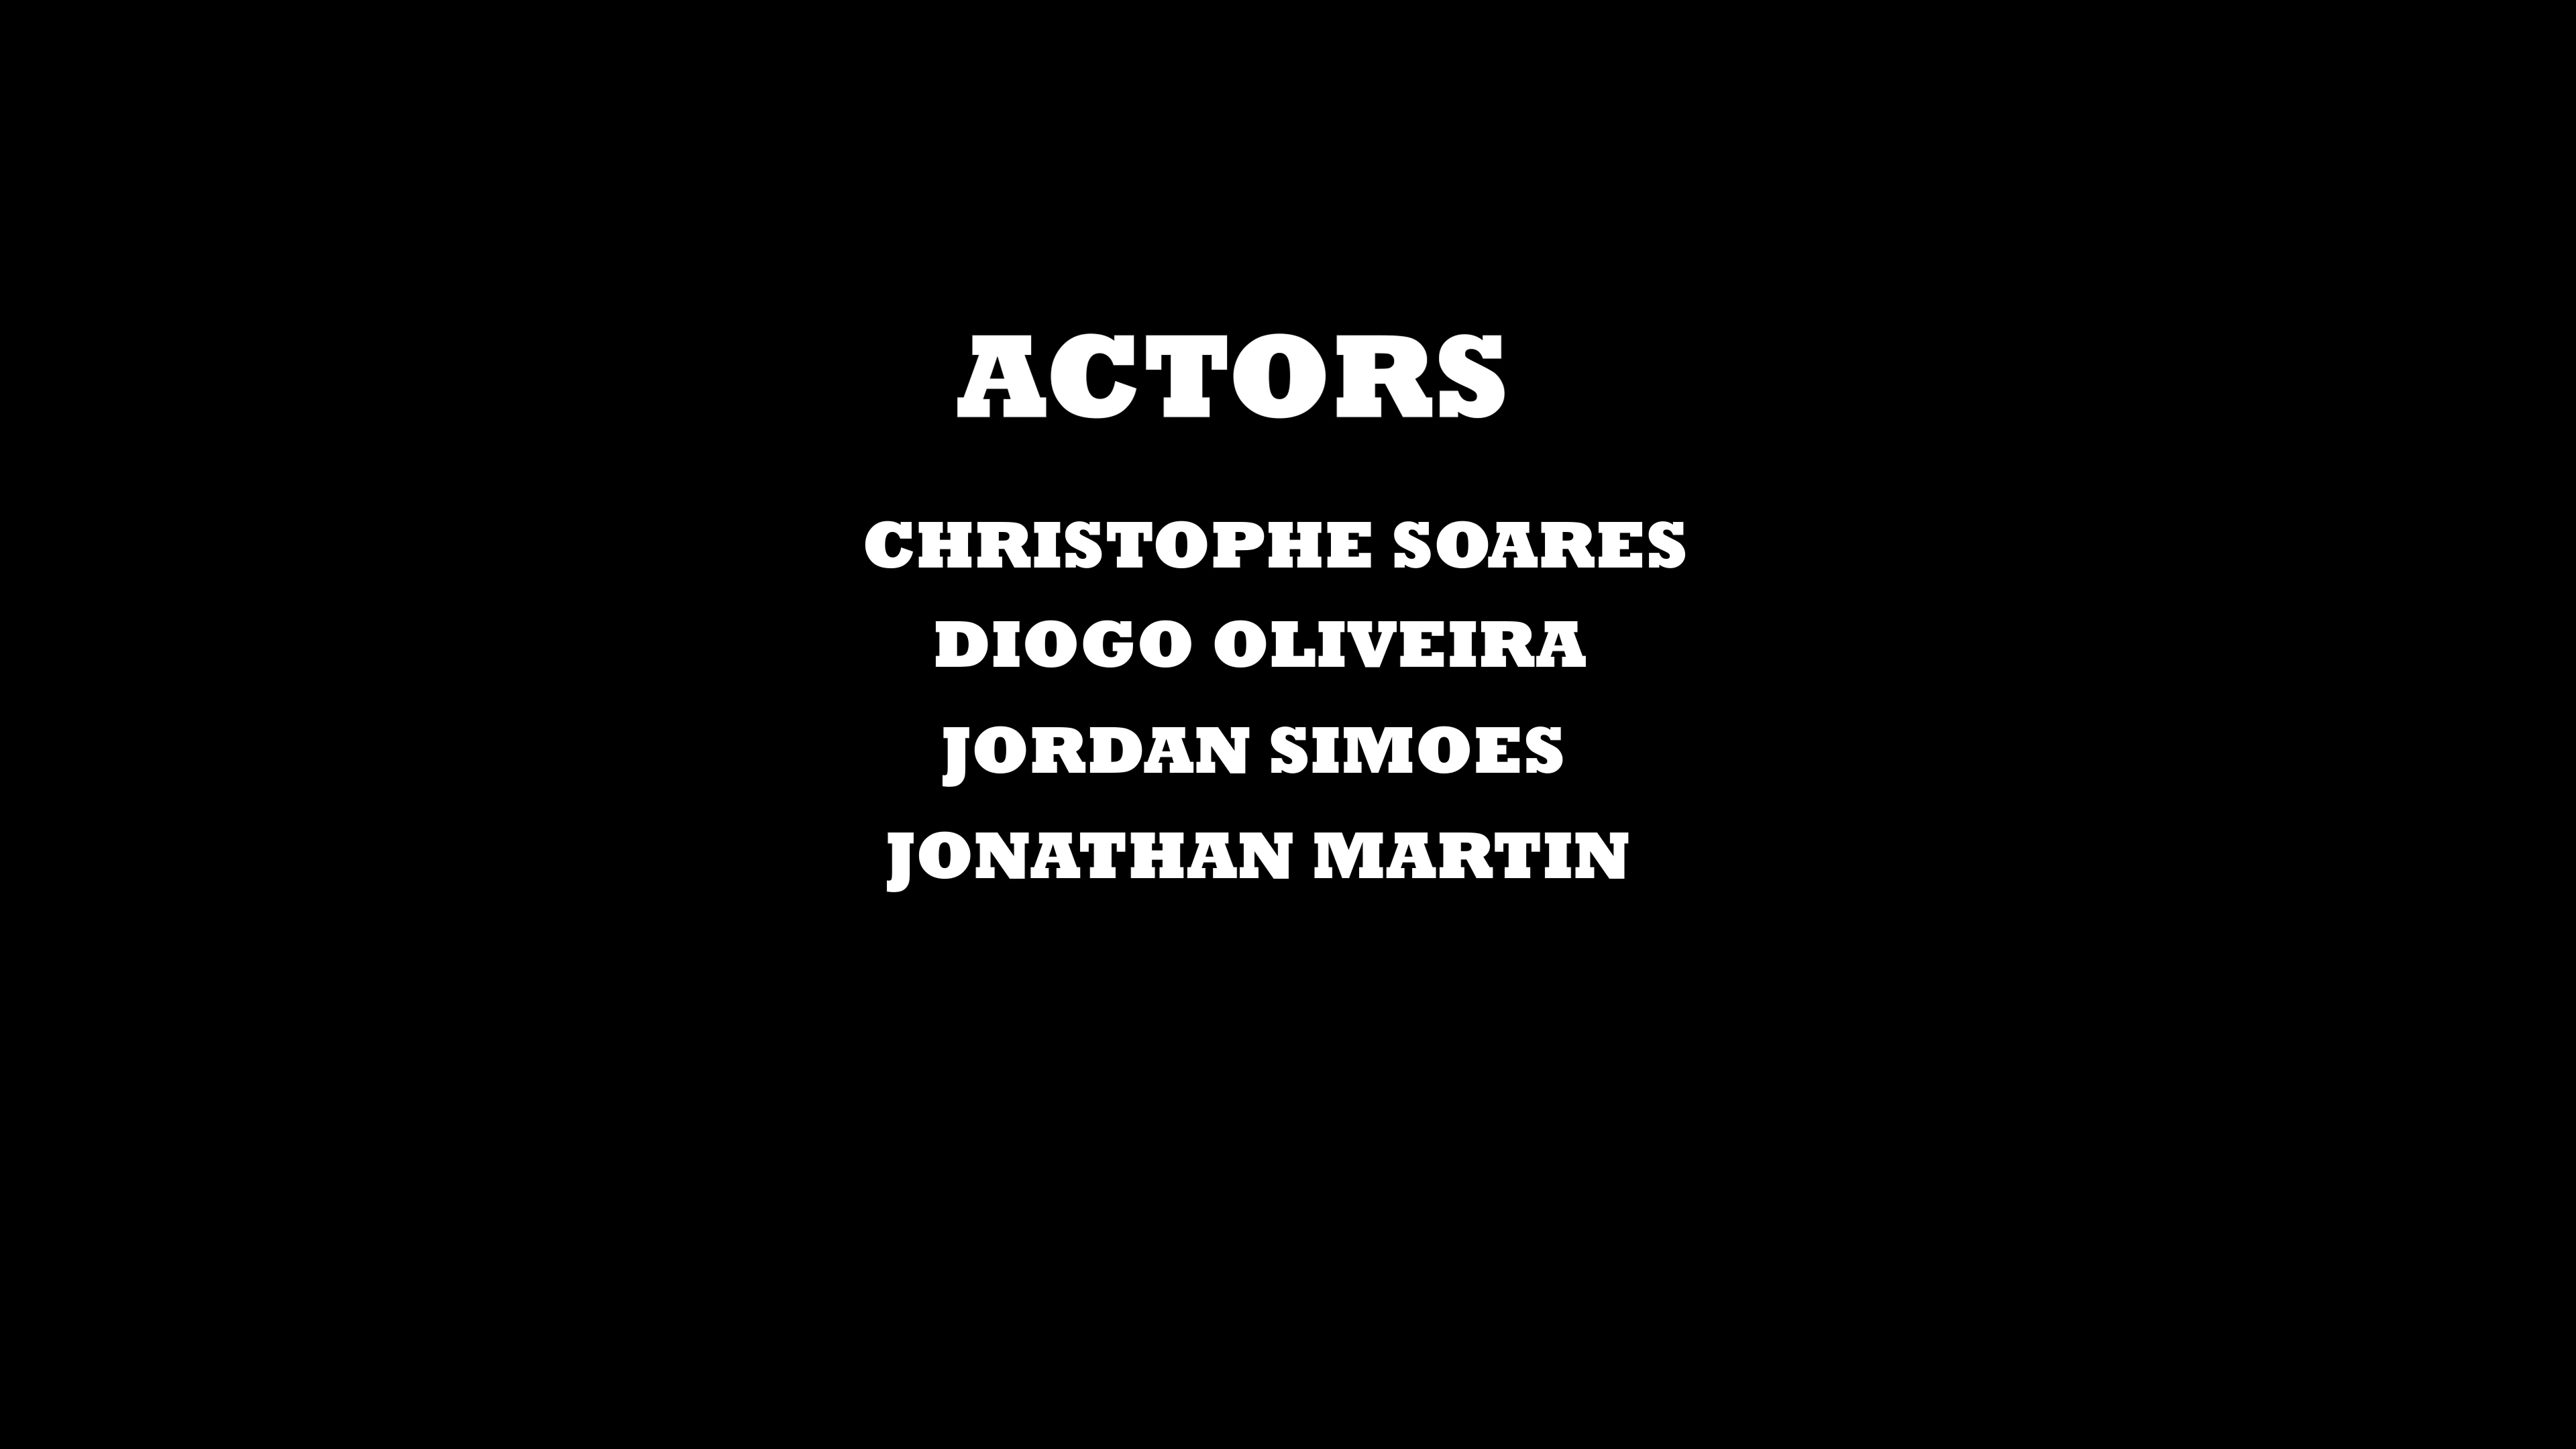 ACTORS
CHRISTOPHE SOARES
DIOGO OLIVEIRA
JORDAN SIMOES
JONATHAN MARTIN